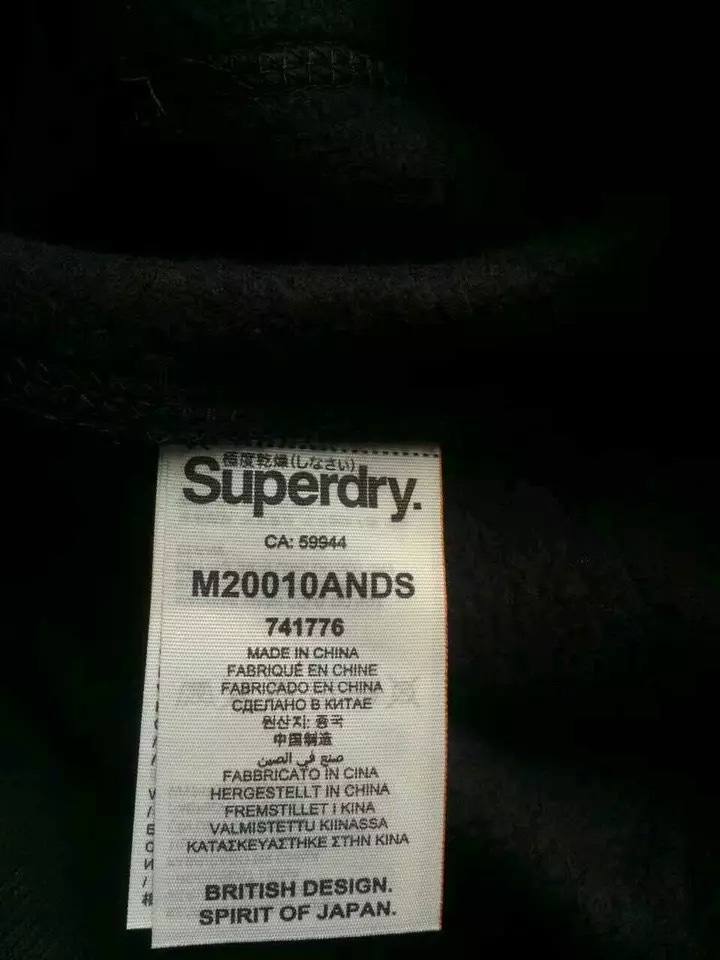 極度乾燥(しなさい)
Superdry.
CA: 59944
M20010ANDS
741776
MADE IN CHINA
FABRIQUÉ EN CHINE
FABRICADO EN CHINA
СДЕЛАНО В КИТАЕ
원산지: 중국
中国制造
صنع في الصين
FABBRICATO IN CINA
HERGESTELLT IN CHINA
FREMSTILLET I KINA
VALMISTETTU KIINASSA
ΚΑΤΑΣΚΕΥΑΣΤΗΚΕ ΣΤΗΝ ΚΙΝΑ
BRITISH DESIGN.
SPIRIT OF JAPAN.